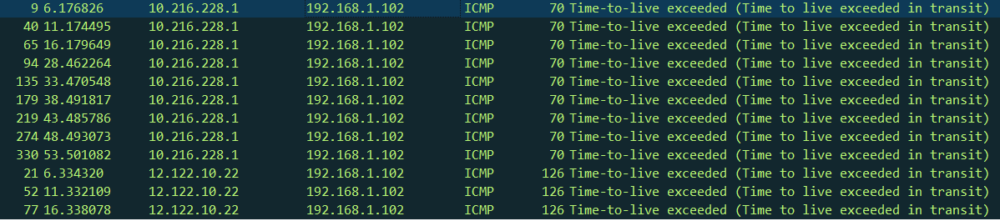 9 6.176826 10.216.228.1 192.168.1.102 ICMP 70 Time-to-live exceeded (Time to live exceeded in transit)
40 11.174495 10.216.228.1 192.168.1.102 ICMP 70 Time-to-live exceeded (Time to live exceeded in transit)
65 16.179649 10.216.228.1 192.168.1.102 ICMP 70 Time-to-live exceeded (Time to live exceeded in transit)
94 28.462264 10.216.228.1 192.168.1.102 ICMP 70 Time-to-live exceeded (Time to live exceeded in transit)
135 33.470548 10.216.228.1 192.168.1.102 ICMP 70 Time-to-live exceeded (Time to live exceeded in transit)
179 38.491817 10.216.228.1 192.168.1.102 ICMP 70 Time-to-live exceeded (Time to live exceeded in transit)
219 43.485786 10.216.228.1 192.168.1.102 ICMP 70 Time-to-live exceeded (Time to live exceeded in transit)
274 48.493073 10.216.228.1 192.168.1.102 ICMP 70 Time-to-live exceeded (Time to live exceeded in transit)
330 53.501082 10.216.228.1 192.168.1.102 ICMP 70 Time-to-live exceeded (Time to live exceeded in transit)
21 6.334320 12.122.10.22 192.168.1.102 ICMP 126 Time-to-live exceeded (Time to live exceeded in transit)
52 11.332109 12.122.10.22 192.168.1.102 ICMP 126 Time-to-live exceeded (Time to live exceeded in transit)
77 16.338078 12.122.10.22 192.168.1.102 ICMP 126 Time-to-live exceeded (Time to live exceeded in transit)